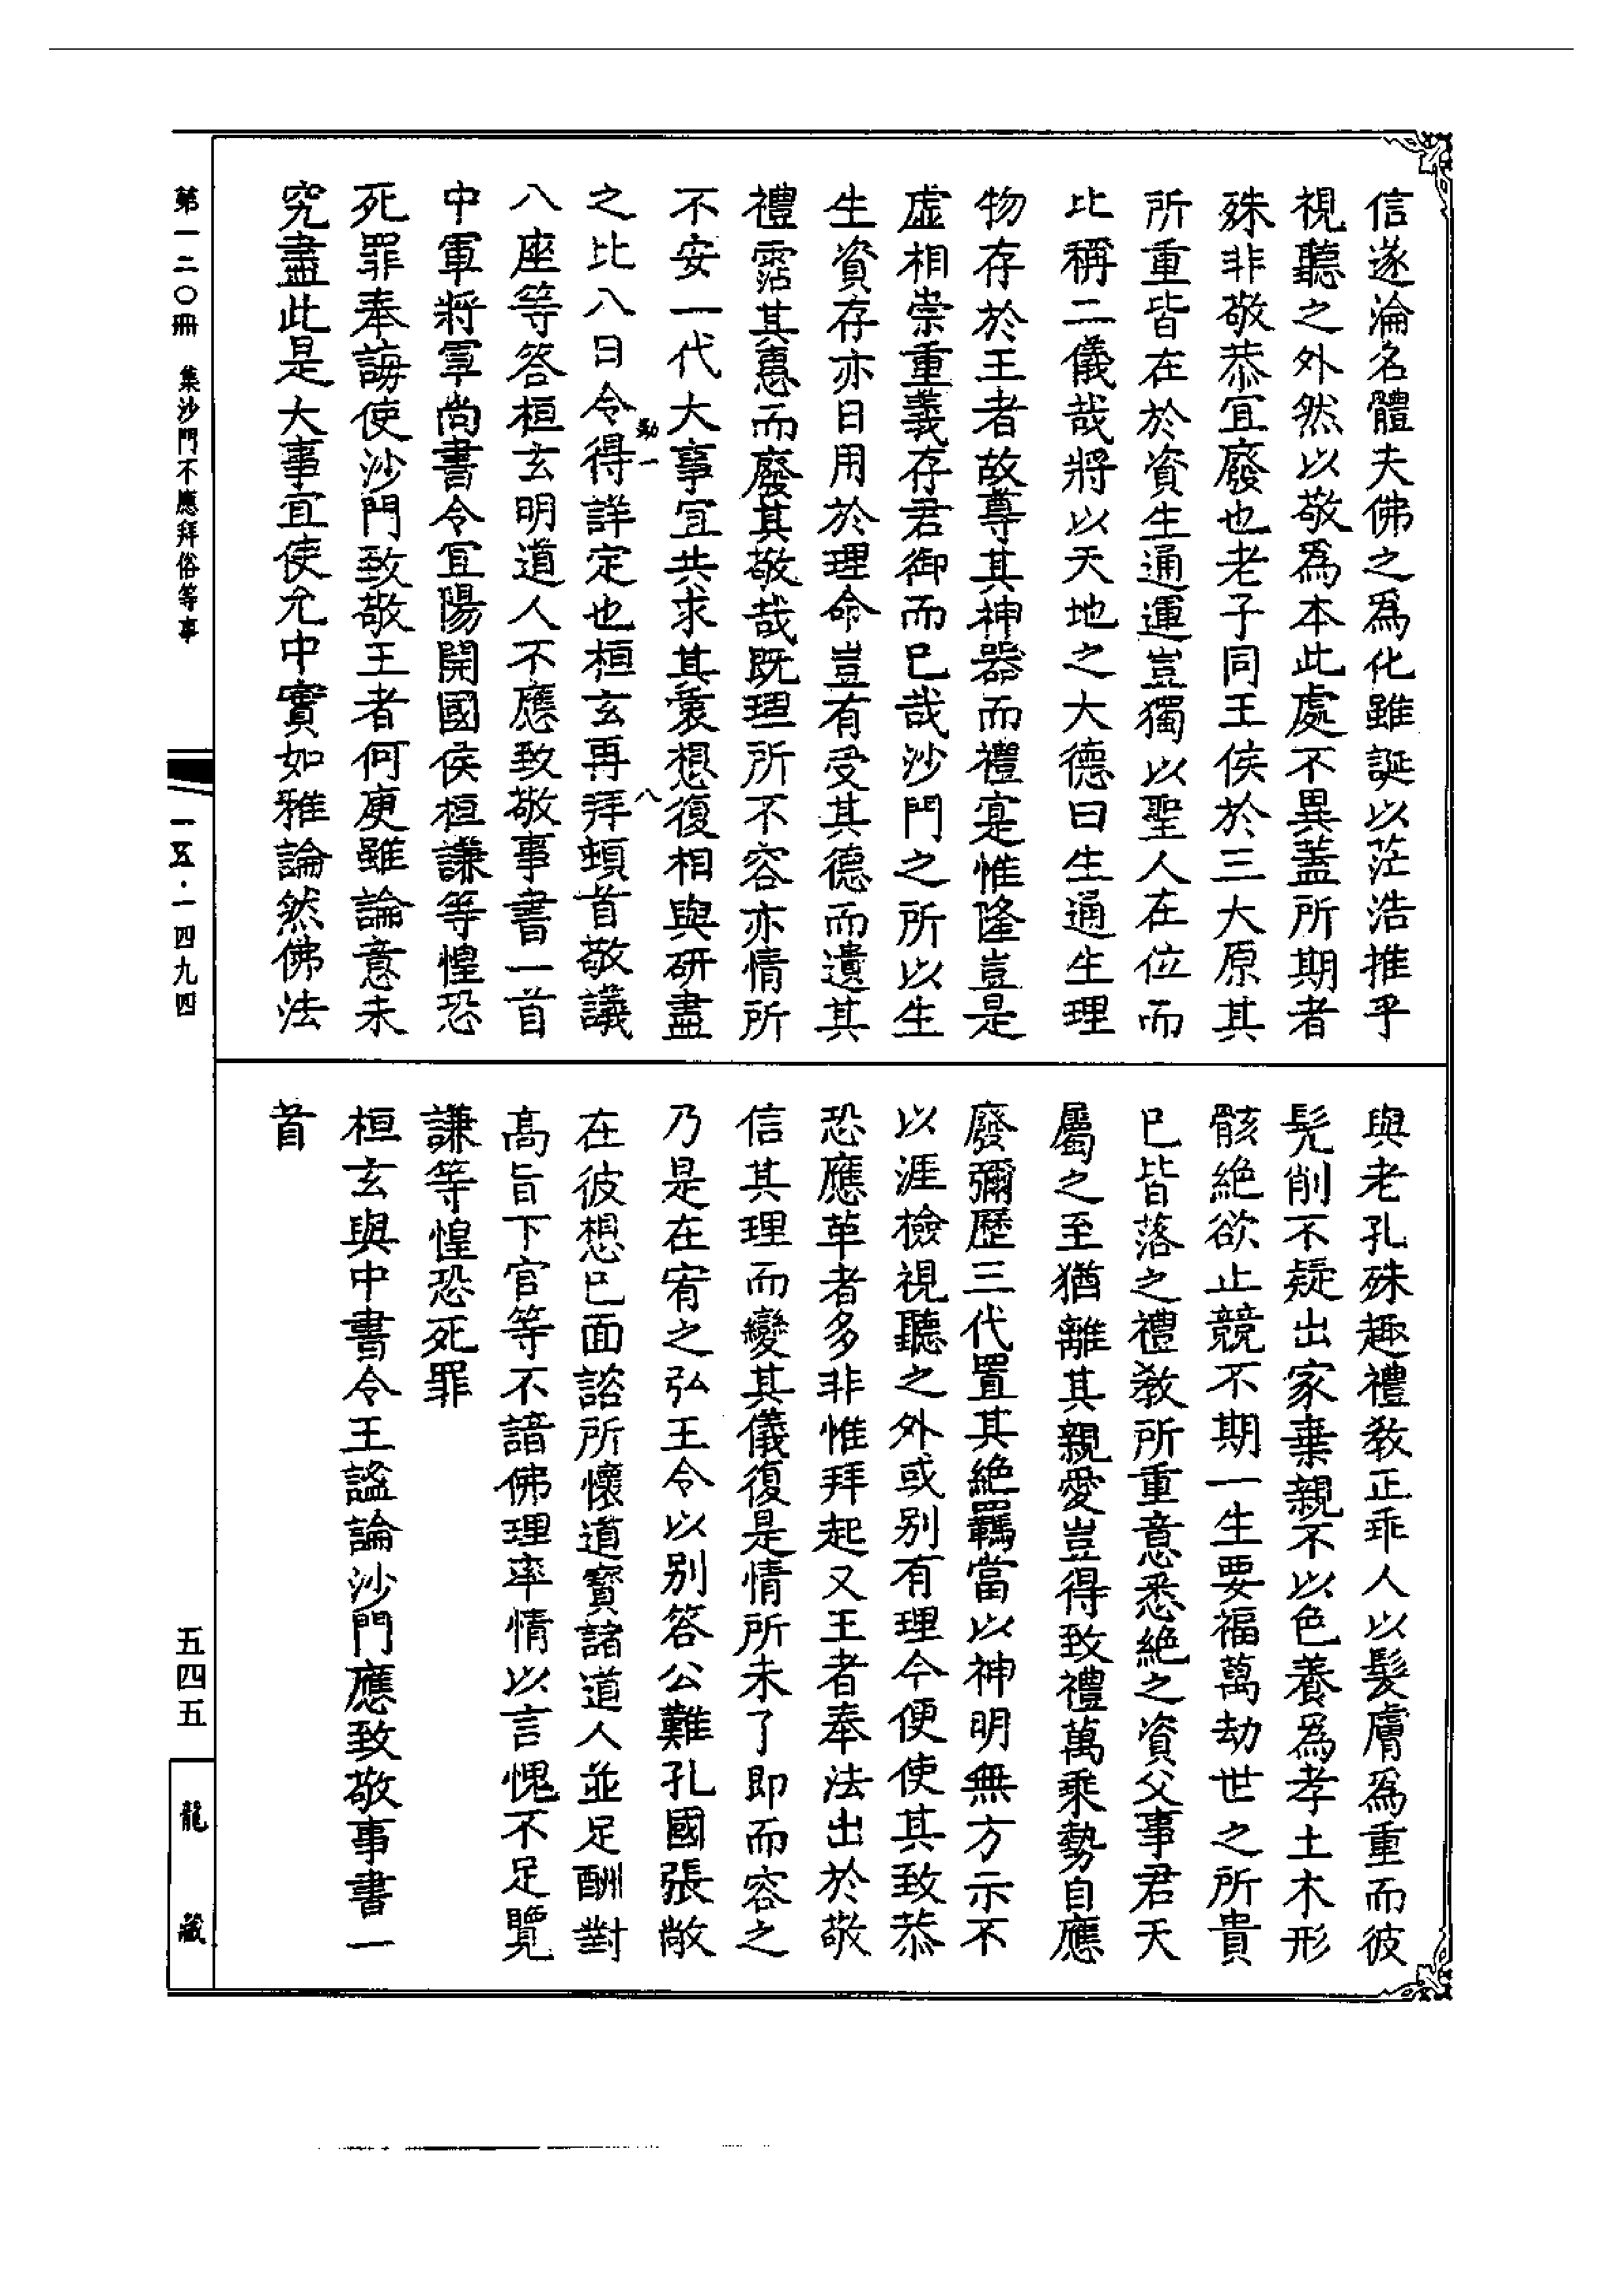 信遂淪名體夫佛之爲化雖誕以茫浩推乎
視聽之外然以敬爲本此處不異蓋所期者
殊非敬恭宜廢也老子同王侯於三大原其
所重皆在於資生通運豈獨以聖人在位而
比稱二儀哉將以天地之大德曰生通生理
物存於王者故尊其神器而禮寔惟隆豈是
虛相崇重義存君御而已哉沙門之所以生
生資存亦日用於理命豈有受其德而遺其
禮霑其惠而廢其敬哉既理所不容亦情所
不安一代大事宜共求其衷想復相與研盡
之比八日令得詳定也桓玄再拜頓首敬議
勤一
八
八座等答桓玄明道人不應致敬事書一首
中軍將軍尚書令宜陽開國侯桓謙等惶恐
死罪奉誨使沙門致敬王者何庾雖論意未
究盡此是大事宜使允中實如雅論然佛法
與老孔殊趣禮敎正乖人以髮膚爲重而彼
髡削不疑出家棄親不以色養爲孝土木形
骸絕欲止競不期一生要福萬劫世之所貴
已皆落之禮敎所重意悉絕之資父事君天
屬之至猶離其親愛豈得致禮萬乘勢自應
廢彌歷三代置其絕羈當以神明無方示不
以涯檢視聽之外或別有理今便使其致恭
恐應革者多非惟拜起又王者奉法出於敬
信其理而變其儀復是情所未了即而容之
乃是在宥之弘王令以別答公難孔國張敞
在彼想已面諮所懷道寶諸道人並足酬對
高旨下官等不諳佛理率情以言愧不足覽
謙等惶恐死罪
桓玄與中書令王謐論沙門應致敬事書一
首
第一二〇冊 集沙門不應拜俗等事
一五·一四九四
五四五
龍藏